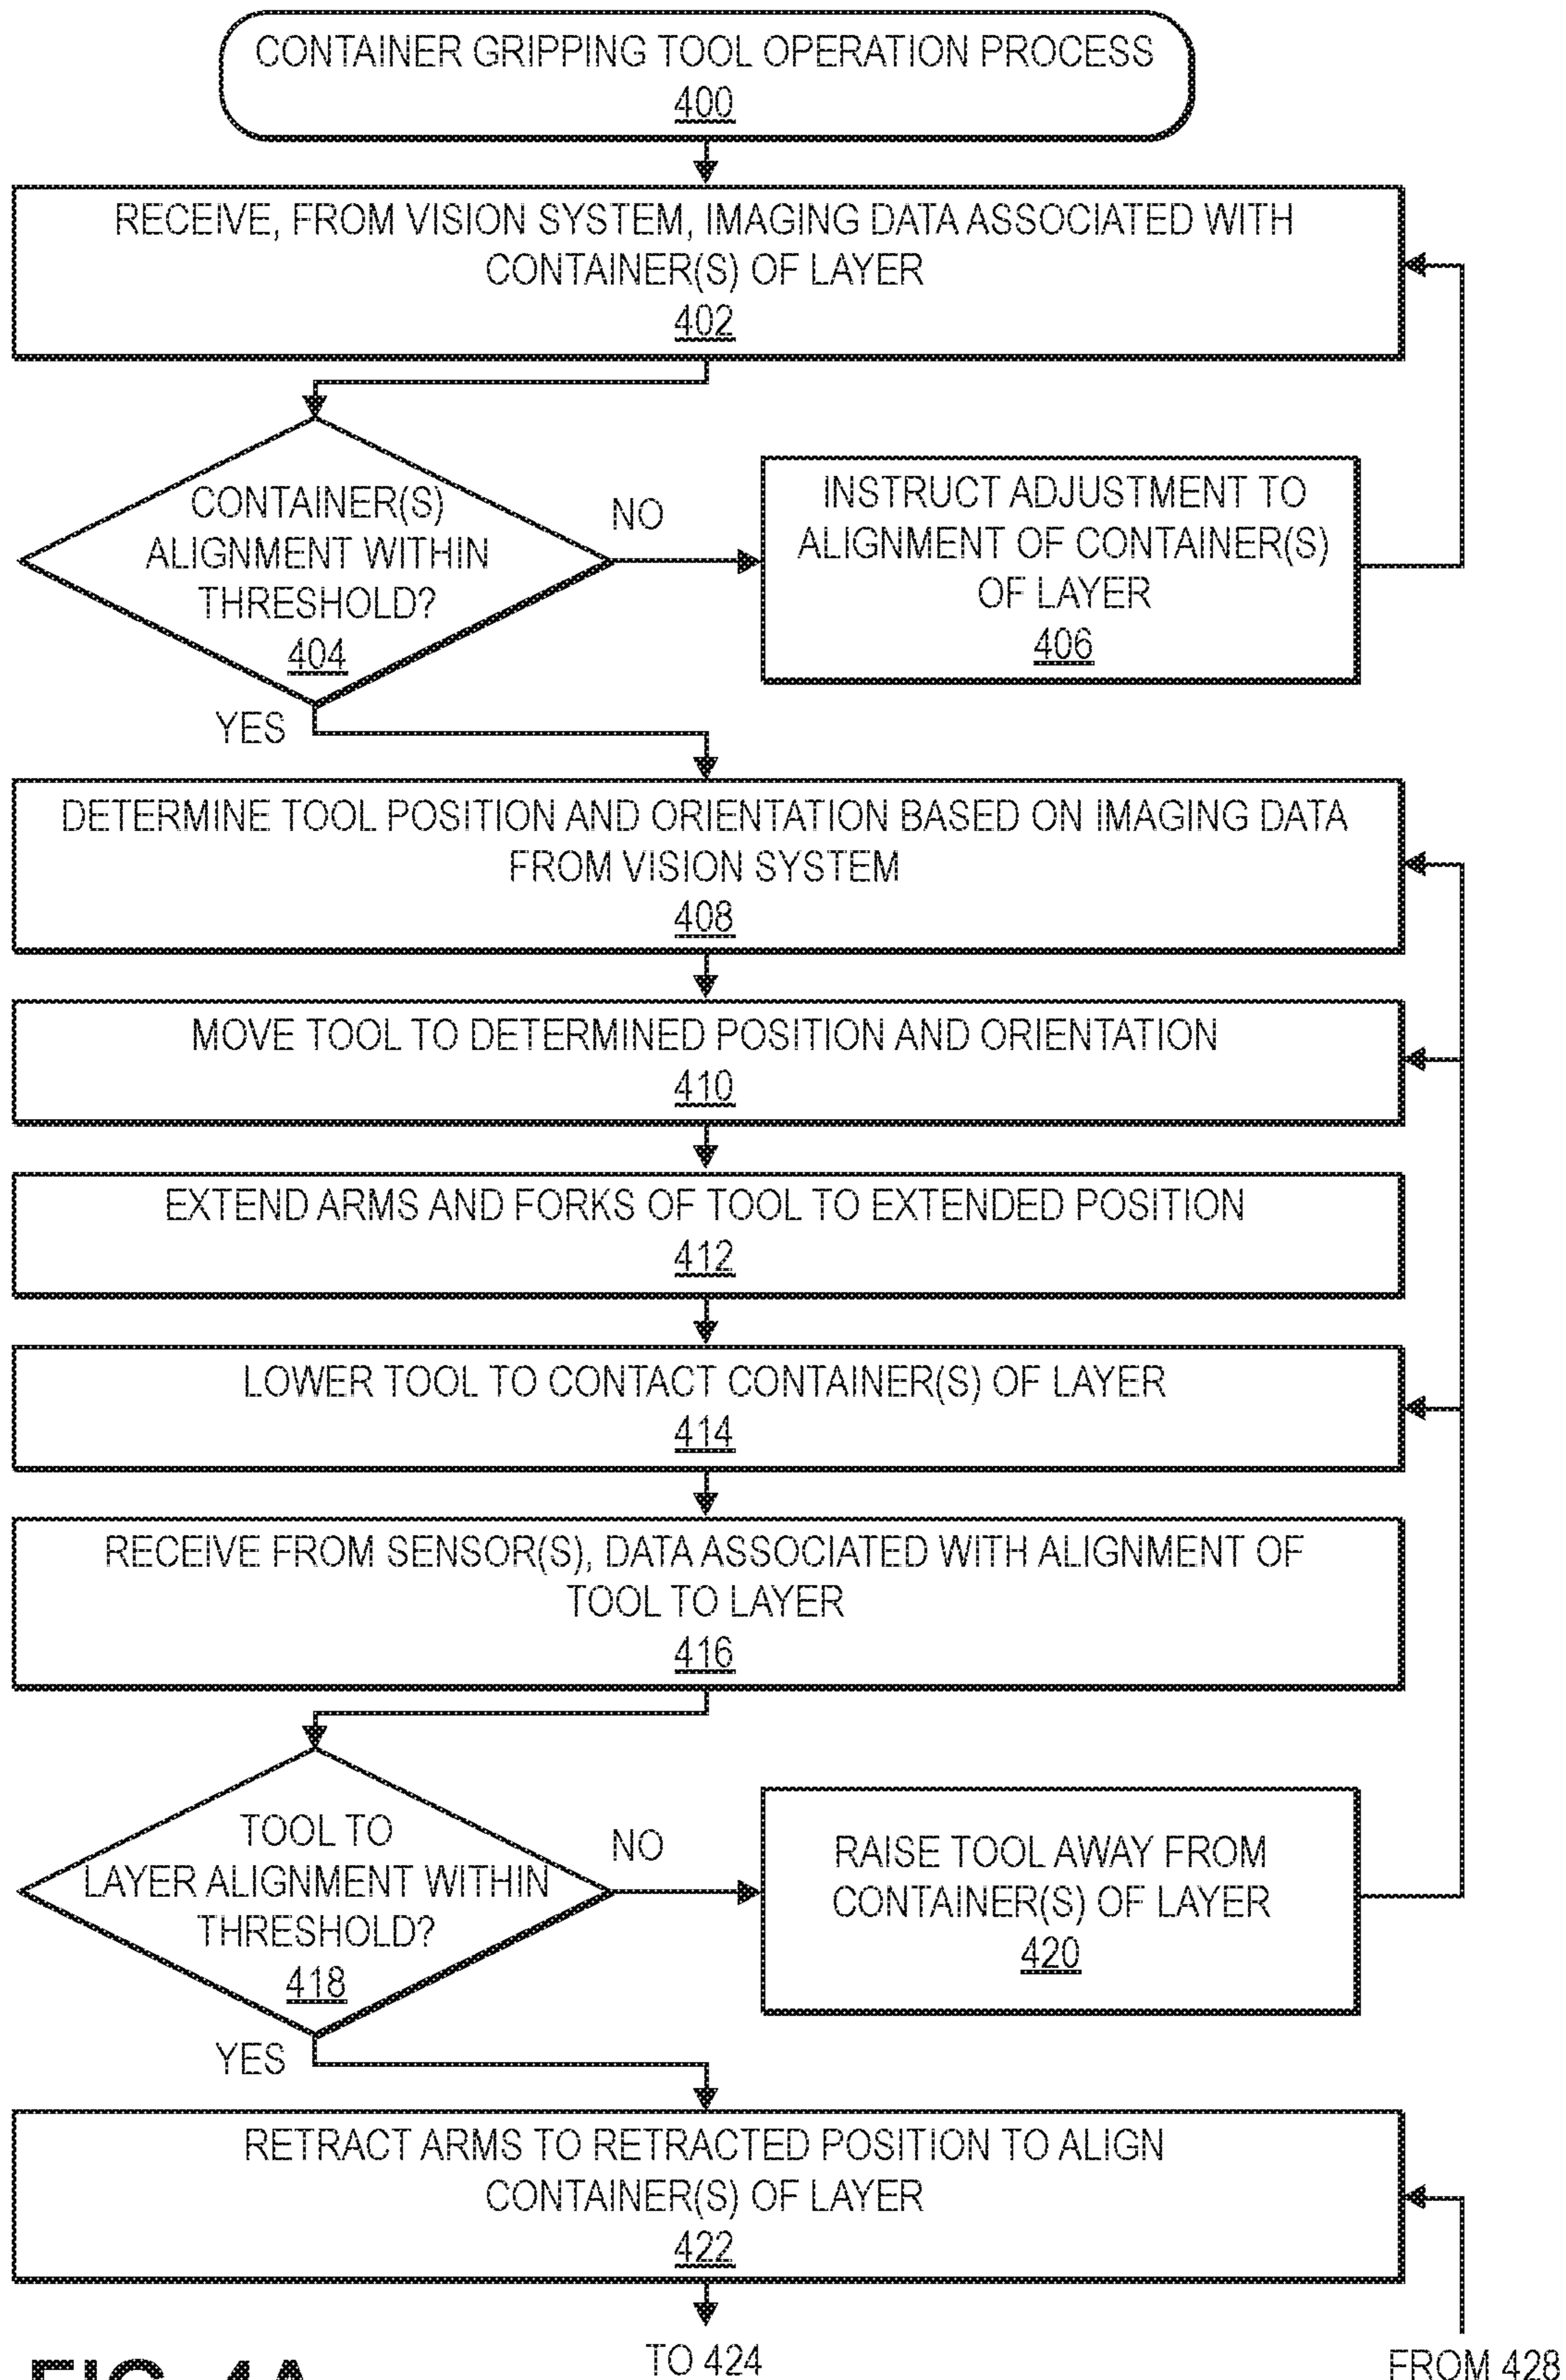 CONTAINER GRIPPING TOOL OPERATION PROCESS
400
RECEIVE, FROM VISION SYSTEM, IMAGING DATA ASSOCIATED WITH
CONTAINER(S) OF LAYER
402
CONTAINER(S)
ALIGNMENT WITHIN
THRESHOLD?
404
NO
INSTRUCT ADJUSTMENT TO
ALIGNMENT OF CONTAINER(S)
OF LAYER
406
YES
DETERMINE TOOL POSITION AND ORIENTATION BASED ON IMAGING DATA
FROM VISION SYSTEM
408
MOVE TOOL TO DETERMINED POSITION AND ORIENTATION
410
EXTEND ARMS AND FORKS OF TOOL TO EXTENDED POSITION
412
LOWER TOOL TO CONTACT CONTAINER(S) OF LAYER
414
RECEIVE FROM SENSOR(S), DATA ASSOCIATED WITH ALIGNMENT OF
TOOL TO LAYER
416
TOOL TO
LAYER ALIGNMENT WITHIN
THRESHOLD?
418
NO
RAISE TOOL AWAY FROM
CONTAINER(S) OF LAYER
420
YES
RETRACT ARMS TO RETRACTED POSITION TO ALIGN
CONTAINER(S) OF LAYER
422
TO 424
FROM 428
FIG. 4A